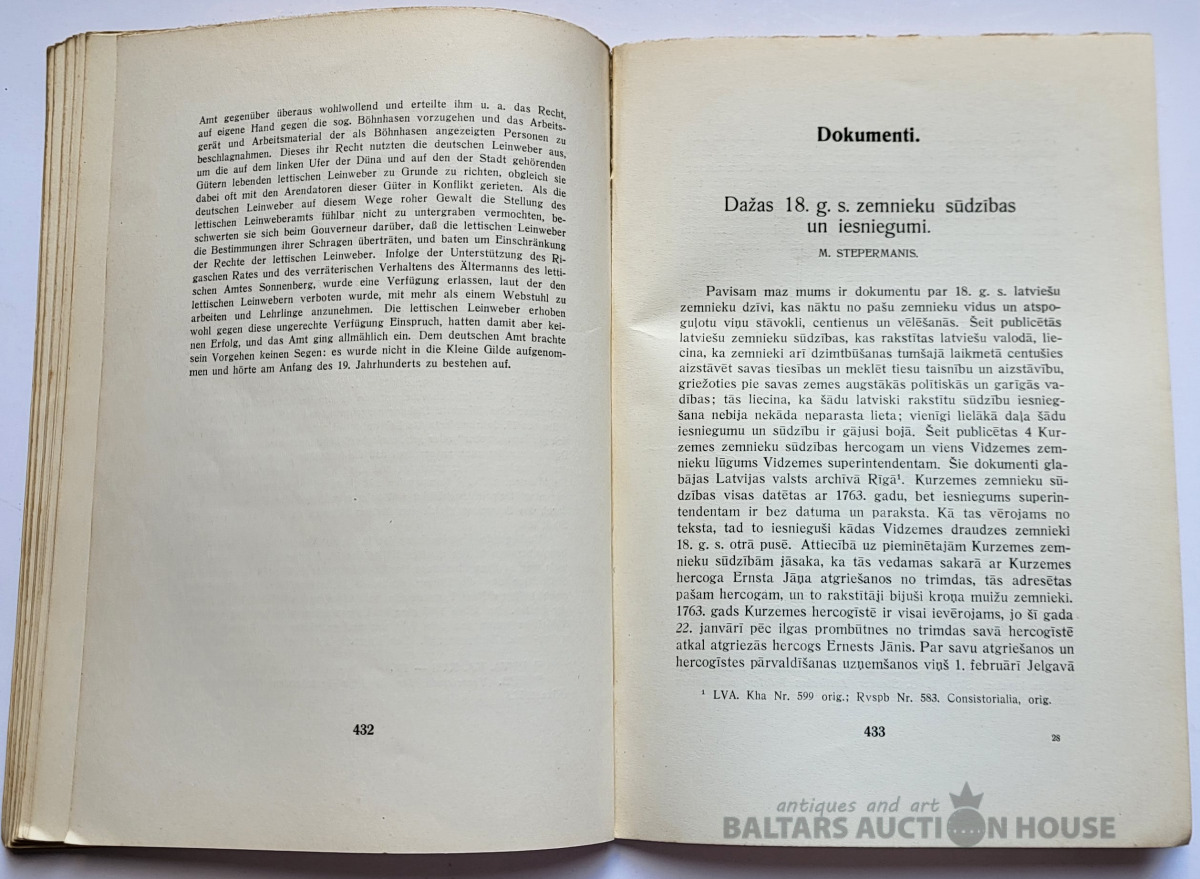 Amt gegenüber überaus wohlwollend und erteilte ihm u. a. das Recht,
auf eigene Hand gegen die sog. Böhnhasen vorzugehen und das Arbeits-
gerät und Arbeitsmaterial der als Böhnhasen angezeigten Personen zu
beschlagnahmen. Dieses ihr Recht nutzten die deutschen Leinweber aus,
um die auf dem linken Ufer der Düna und auf den der Stadt gehörenden
Gütern lebenden lettischen Leinweber zu Grunde zu richten, obgleich sie
dabei oft mit den Arendatoren dieser Güter in Konflikt gerieten. Als die
deutschen Leinweber auf diesem Wege roher Gewalt die Stellung des
lettischen Leinweberamts fühlbar nicht zu untergraben vermochten, be-
schwerten sie sich beim Gouverneur darüber, daß die lettischen Leinweber
die Bestimmungen ihrer Schragen überträten, und baten um Einschränkung
der Rechte der lettischen Leinweber. Infolge der Unterstützung des Ri-
gaschen Rates und des verräterischen Verhaltens des Ältermanns des letti-
schen Amtes Sonnenberg, wurde eine Verfügung erlassen, laut der den
lettischen Leinwebern verboten wurde, mit mehr als einem Webstuhl zu
arbeiten und Lehrlinge anzunehmen. Die lettischen Leinweber erhoben
wohl gegen diese ungerechte Verfügung Einspruch, hatten damit aber kei-
nen Erfolg, und das Amt ging allmählich ein. Dem deutschen Amt brachte
sein Vorgehen keinen Segen: es wurde nicht in die Kleine Gilde aufgenom-
men und hörte am Anfang des 19. Jahrhunderts zu bestehen auf.
432
Dokumenti.
Dažas 18. g. s. zemnieku sūdzības
un iesniegumi.
M. STEPERMANIS.
Pavisam maz mums ir dokumentu par 18. g. s. latviešu
zemnieku dzīvi, kas nāktu no pašu zemnieku vidus un atspo-
guļotu viņu stāvokli, centienus un vēlēšanās. Šeit publicētās
latviešu zemnieku sūdzības, kas rakstītas latviešu valodā, lie-
cina, ka zemnieki arī dzimtbūšanas tumšajā laikmetā centušies
aizstāvēt savas tiesības un meklēt tiesu taisnību un aizstāvību,
griežoties pie savas zemes augstākās polītiskās un garīgās va-
dības; tās liecina, ka šādu latviski rakstītu sūdzību iesnieg-
šana nebija nekāda neparasta lieta; vienīgi lielākā daļa šādu
iesniegumu un sūdzību ir gājusi bojā. Šeit publicētas 4 Kur-
zemes zemnieku sūdzības hercogam un viens Vidzemes zem-
nieku lūgums Vidzemes superintendentam. Šie dokumenti gla-
bājas Latvijas valsts archīvā Rīgā¹. Kurzemes zemnieku sū-
dzības visas datētas ar 1763. gadu, bet iesniegums superin-
tendentam ir bez datuma un paraksta. Kā tas vērojams no
teksta, tad to iesnieguši kādas Vidzemes draudzes zemnieki
18. g. s. otrā pusē. Attiecībā uz pieminētajām Kurzemes zem-
nieku sūdzībām jāsaka, ka tās vedamas sakarā ar Kurzemes
hercoga Ernsta Jāņa atgriešanos no trimdas, tās adresētas
pašam hercogam, un to rakstītāji bijuši kroņa muižu zemnieki.
1763. gads Kurzemes hercogīstē ir visai ievērojams, jo šī gada
22. janvārī pēc ilgas prombūtnes no trimdas savā hercogīstē
atkal atgriezās hercogs Ernests Jānis. Par savu atgriešanos un
hercogīstes pārvaldīšanas uzņemšanos viņš 1. februārī Jelgavā
¹ LVA. Kha Nr. 599 orig.; Rvspb Nr. 583. Consistorialia, orig.
433
28
antiques and art
BALTARS AUCTION HOUSE